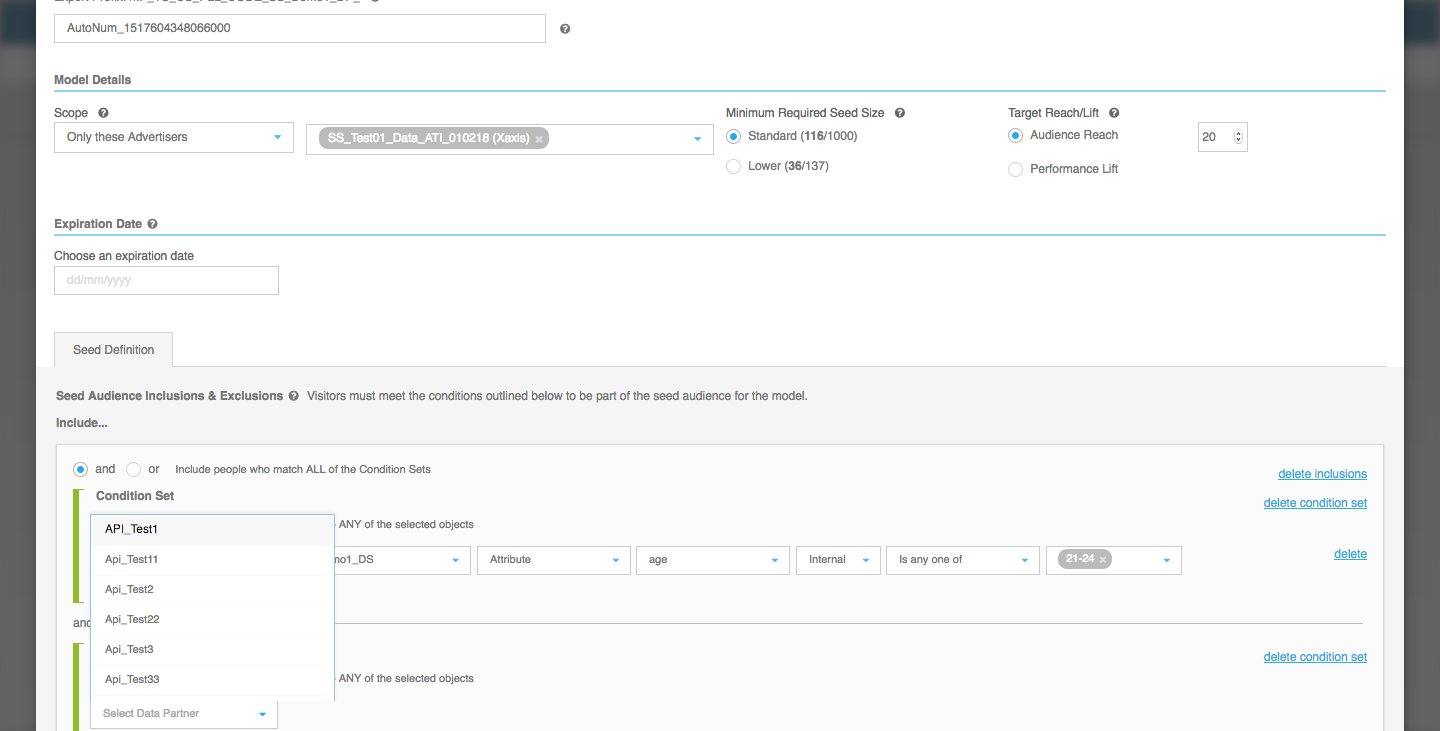 AutoNum_1517604348066000
Model Details
Scope
Minimum Required Seed Size
Target Reach/Lift
Only these Advertisers
SS_Test01_Data_ATI_010218 (Xaxis)
Standard (116/1000)
Audience Reach
20
Lower (36/137)
Performance Lift
Expiration Date
Choose an expiration date
dd/mm/yyyy
Seed Definition
Seed Audience Inclusions & Exclusions Visitors must meet the conditions outlined below to be part of the seed audience for the model.
Include...
and or Include people who match ALL of the Condition Sets
delete inclusions
Condition Set
delete condition set
API_Test1
ANY of the selected objects
Api_Test11
mo1_DS
Attribute
age
Internal
Is any one of
21-24
delete
Api_Test2
Api_Test22
and
Api_Test3
delete condition set
Api_Test33
ANY of the selected objects
Select Data Partner